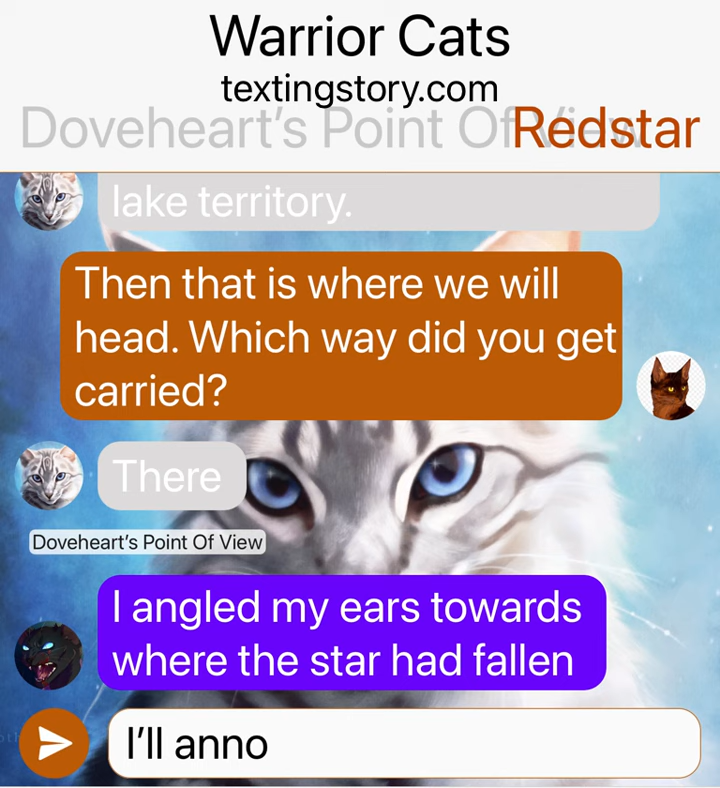 Warrior Cats
textingstory.com
Doveheart's Point Of View Redstar
lake territory.
Then that is where we will
head. Which way did you get
carried?
There
Doveheart's Point Of View
I angled my ears towards
where the star had fallen
I'll anno